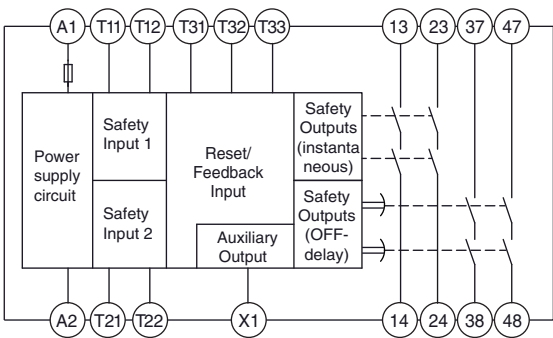 A1 T11 T12 T31 T32 T33 13 23 37 47
Power
supply
circuit
Safety
Input 1
Safety
Input 2
Reset/
Feedback
Input
Auxiliary
Output
Safety
Outputs
(instanta
neous)
Safety
Outputs
(OFF-
delay)
A2 T21 T22 X1 14 24 38 48